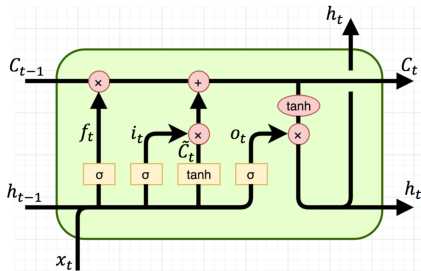 h_t
C_{t-1}
×
+
C_t
tanh
f_t
i_t
×
C̃_t
o_t
×
σ
σ
tanh
σ
h_{t-1}
h_t
x_t